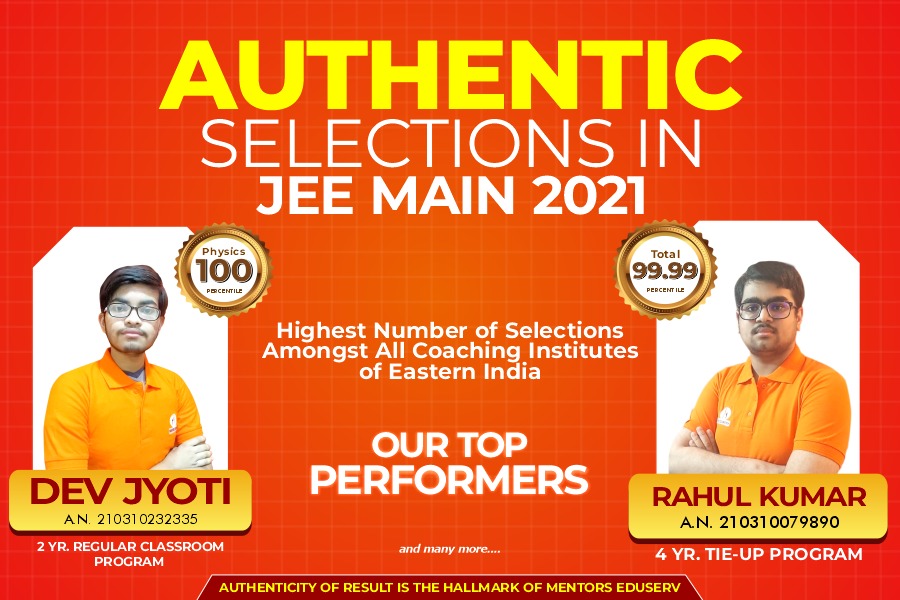 AUTHENTIC
SELECTIONS IN
JEE MAIN 2021
Physics
100
PERCENTILE
Total
99.99
PERCENTILE
Highest Number of Selections
Amongst All Coaching Institutes
of Eastern India
OUR TOP
PERFORMERS
DEV JYOTI
A.N. 210310232335
2 YR. REGULAR CLASSROOM
PROGRAM
RAHUL KUMAR
A.N. 210310079890
4 YR. TIE-UP PROGRAM
and many more....
AUTHENTICITY OF RESULT IS THE HALLMARK OF MENTORS EDUSERV